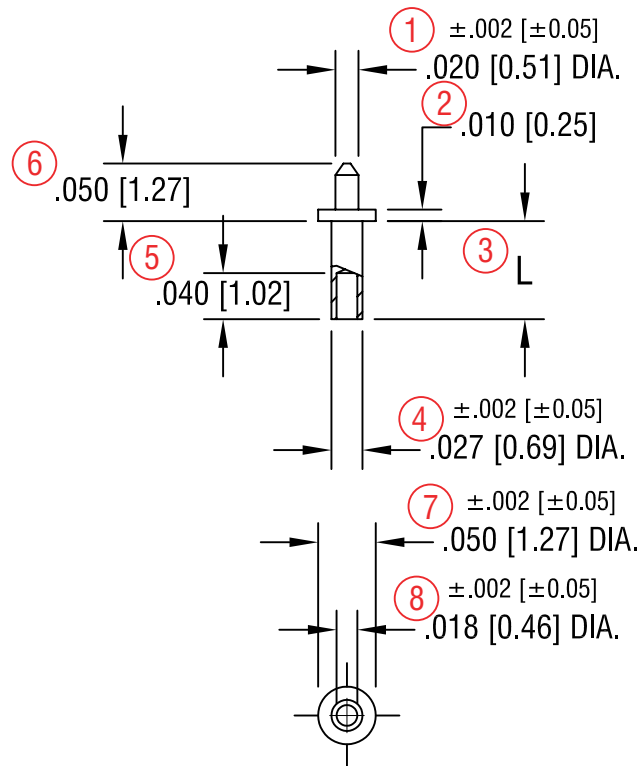 1 ±.002 [±0.05]
.020 [0.51] DIA.
2 .010 [0.25]
6 .050 [1.27]
3 L
5 .040 [1.02]
4 ±.002 [±0.05]
.027 [0.69] DIA.
7 ±.002 [±0.05]
.050 [1.27] DIA.
8 ±.002 [±0.05]
.018 [0.46] DIA.